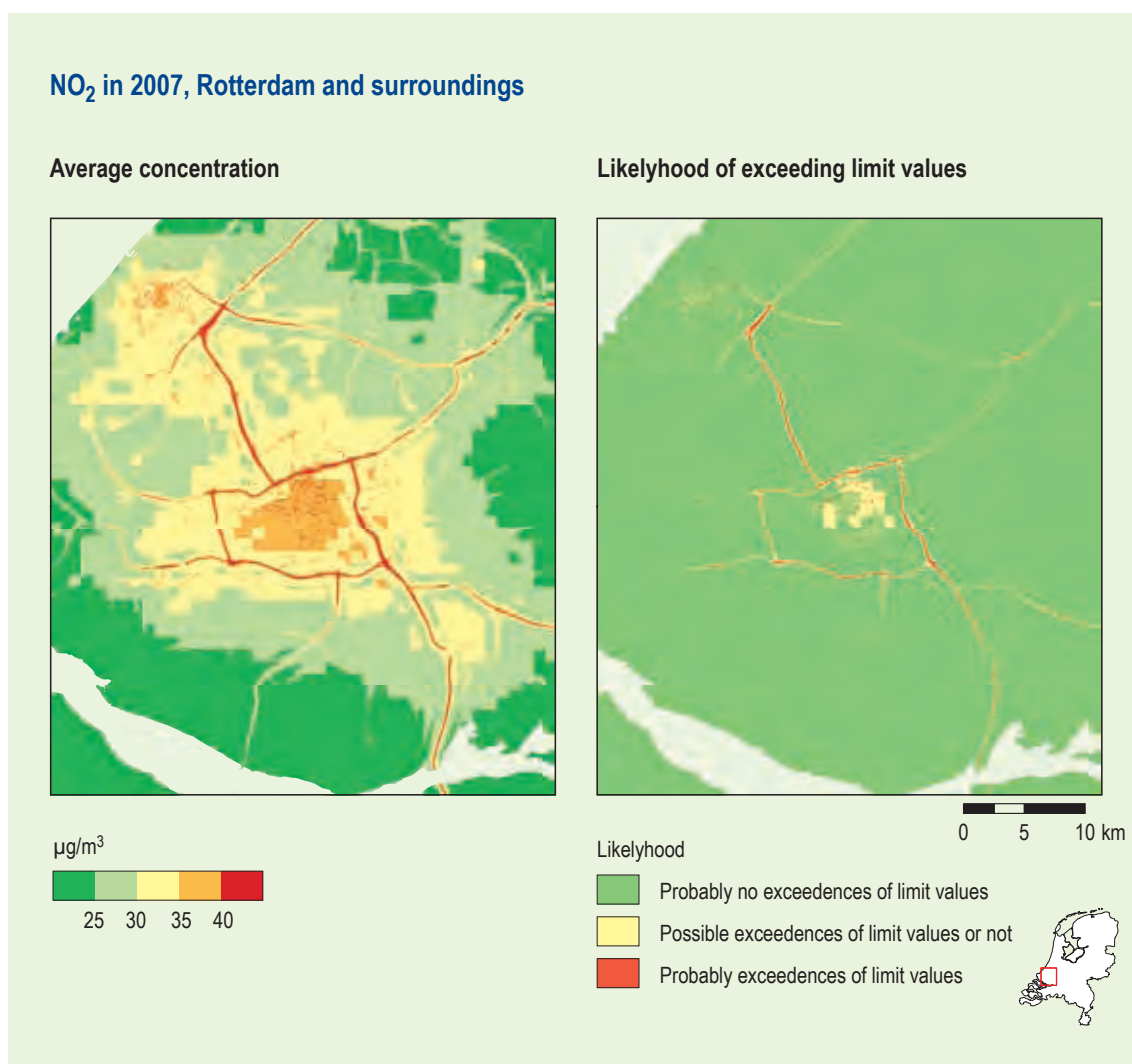 NO₂ in 2007, Rotterdam and surroundings
Average concentration
Likelyhood of exceeding limit values
µg/m³
25 30 35 40
0 5 10 km
Likelyhood
Probably no exceedences of limit values
Possible exceedences of limit values or not
Probably exceedences of limit values